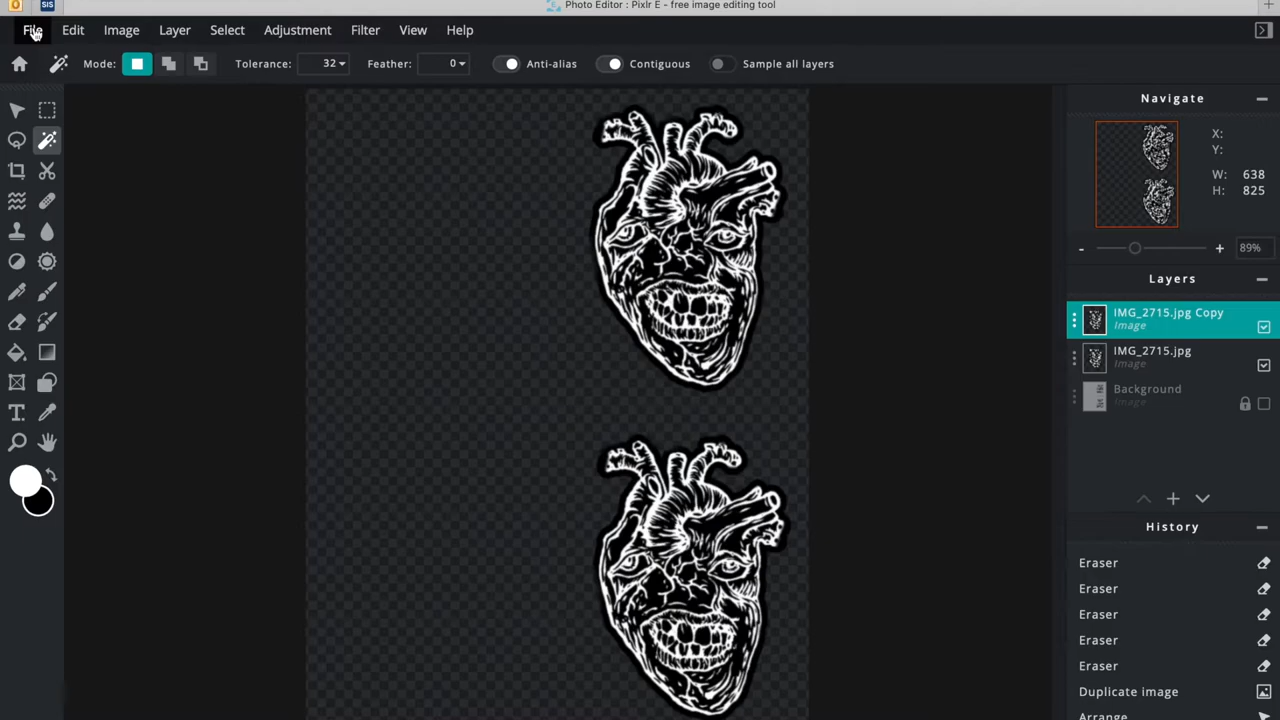 SIS
Photo Editor : Pixlr E - free image editing tool
File Edit Image Layer Select Adjustment Filter View Help
Mode: Tolerance: 32 Feather: 0 Anti-alias Contiguous Sample all layers
Navigate
X:
Y:
W: 638
H: 825
- + 89%
Layers
IMG_2715.jpg Copy
Image
IMG_2715.jpg
Image
Background
Image
History
Eraser
Eraser
Eraser
Eraser
Eraser
Duplicate image
Arrange